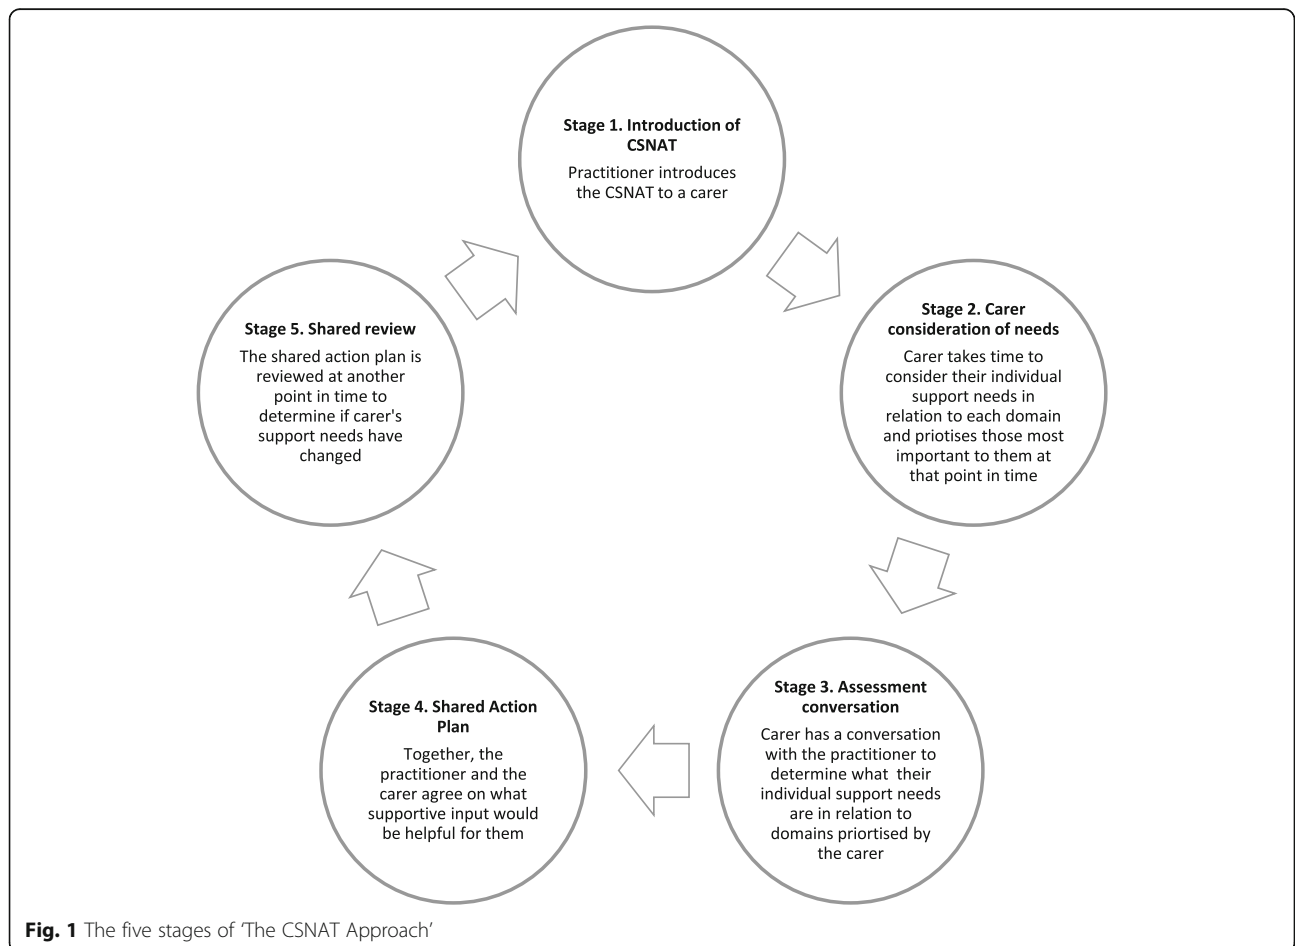 Stage 1. Introduction of
CSNAT
Practitioner introduces
the CSNAT to a carer
Stage 2. Carer
consideration of needs
Carer takes time to
consider their individual
support needs in
relation to each domain
and priotises those most
important to them at
that point in time
Stage 3. Assessment
conversation
Carer has a conversation
with the practitioner to
determine what  their
individual support needs
are in relation to
domains priortised by
the carer
Stage 4. Shared Action
Plan
Together, the
practitioner and the
carer agree on what
supportive input would
be helpful for them
Stage 5. Shared review
The shared action plan is
reviewed at another
point in time to
determine if carer's
support needs have
changed
Fig. 1 The five stages of ‘The CSNAT Approach’